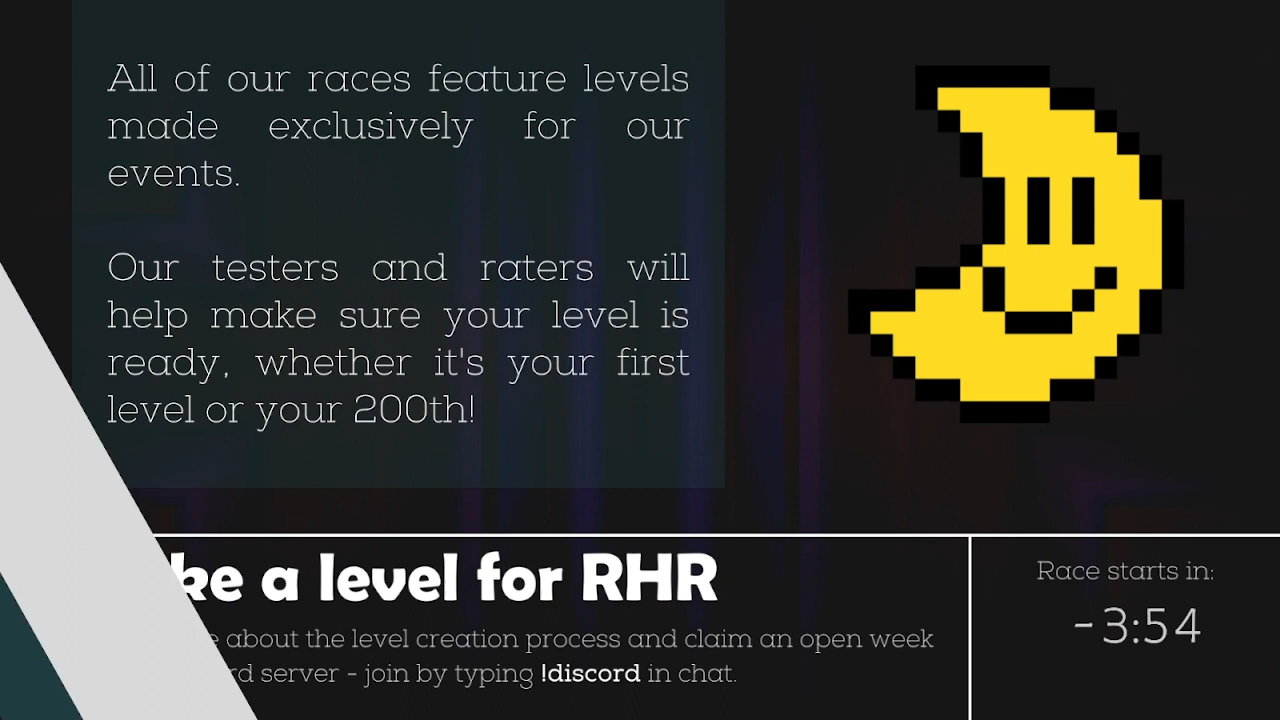 All of our races feature levels
made exclusively for our
events.
Our testers and raters will
help make sure your level is
ready, whether it's your first
level or your 200th!
ke a level for RHR
about the level creation process and claim an open week
server - join by typing !discord in chat.
Race starts in:
-3:54